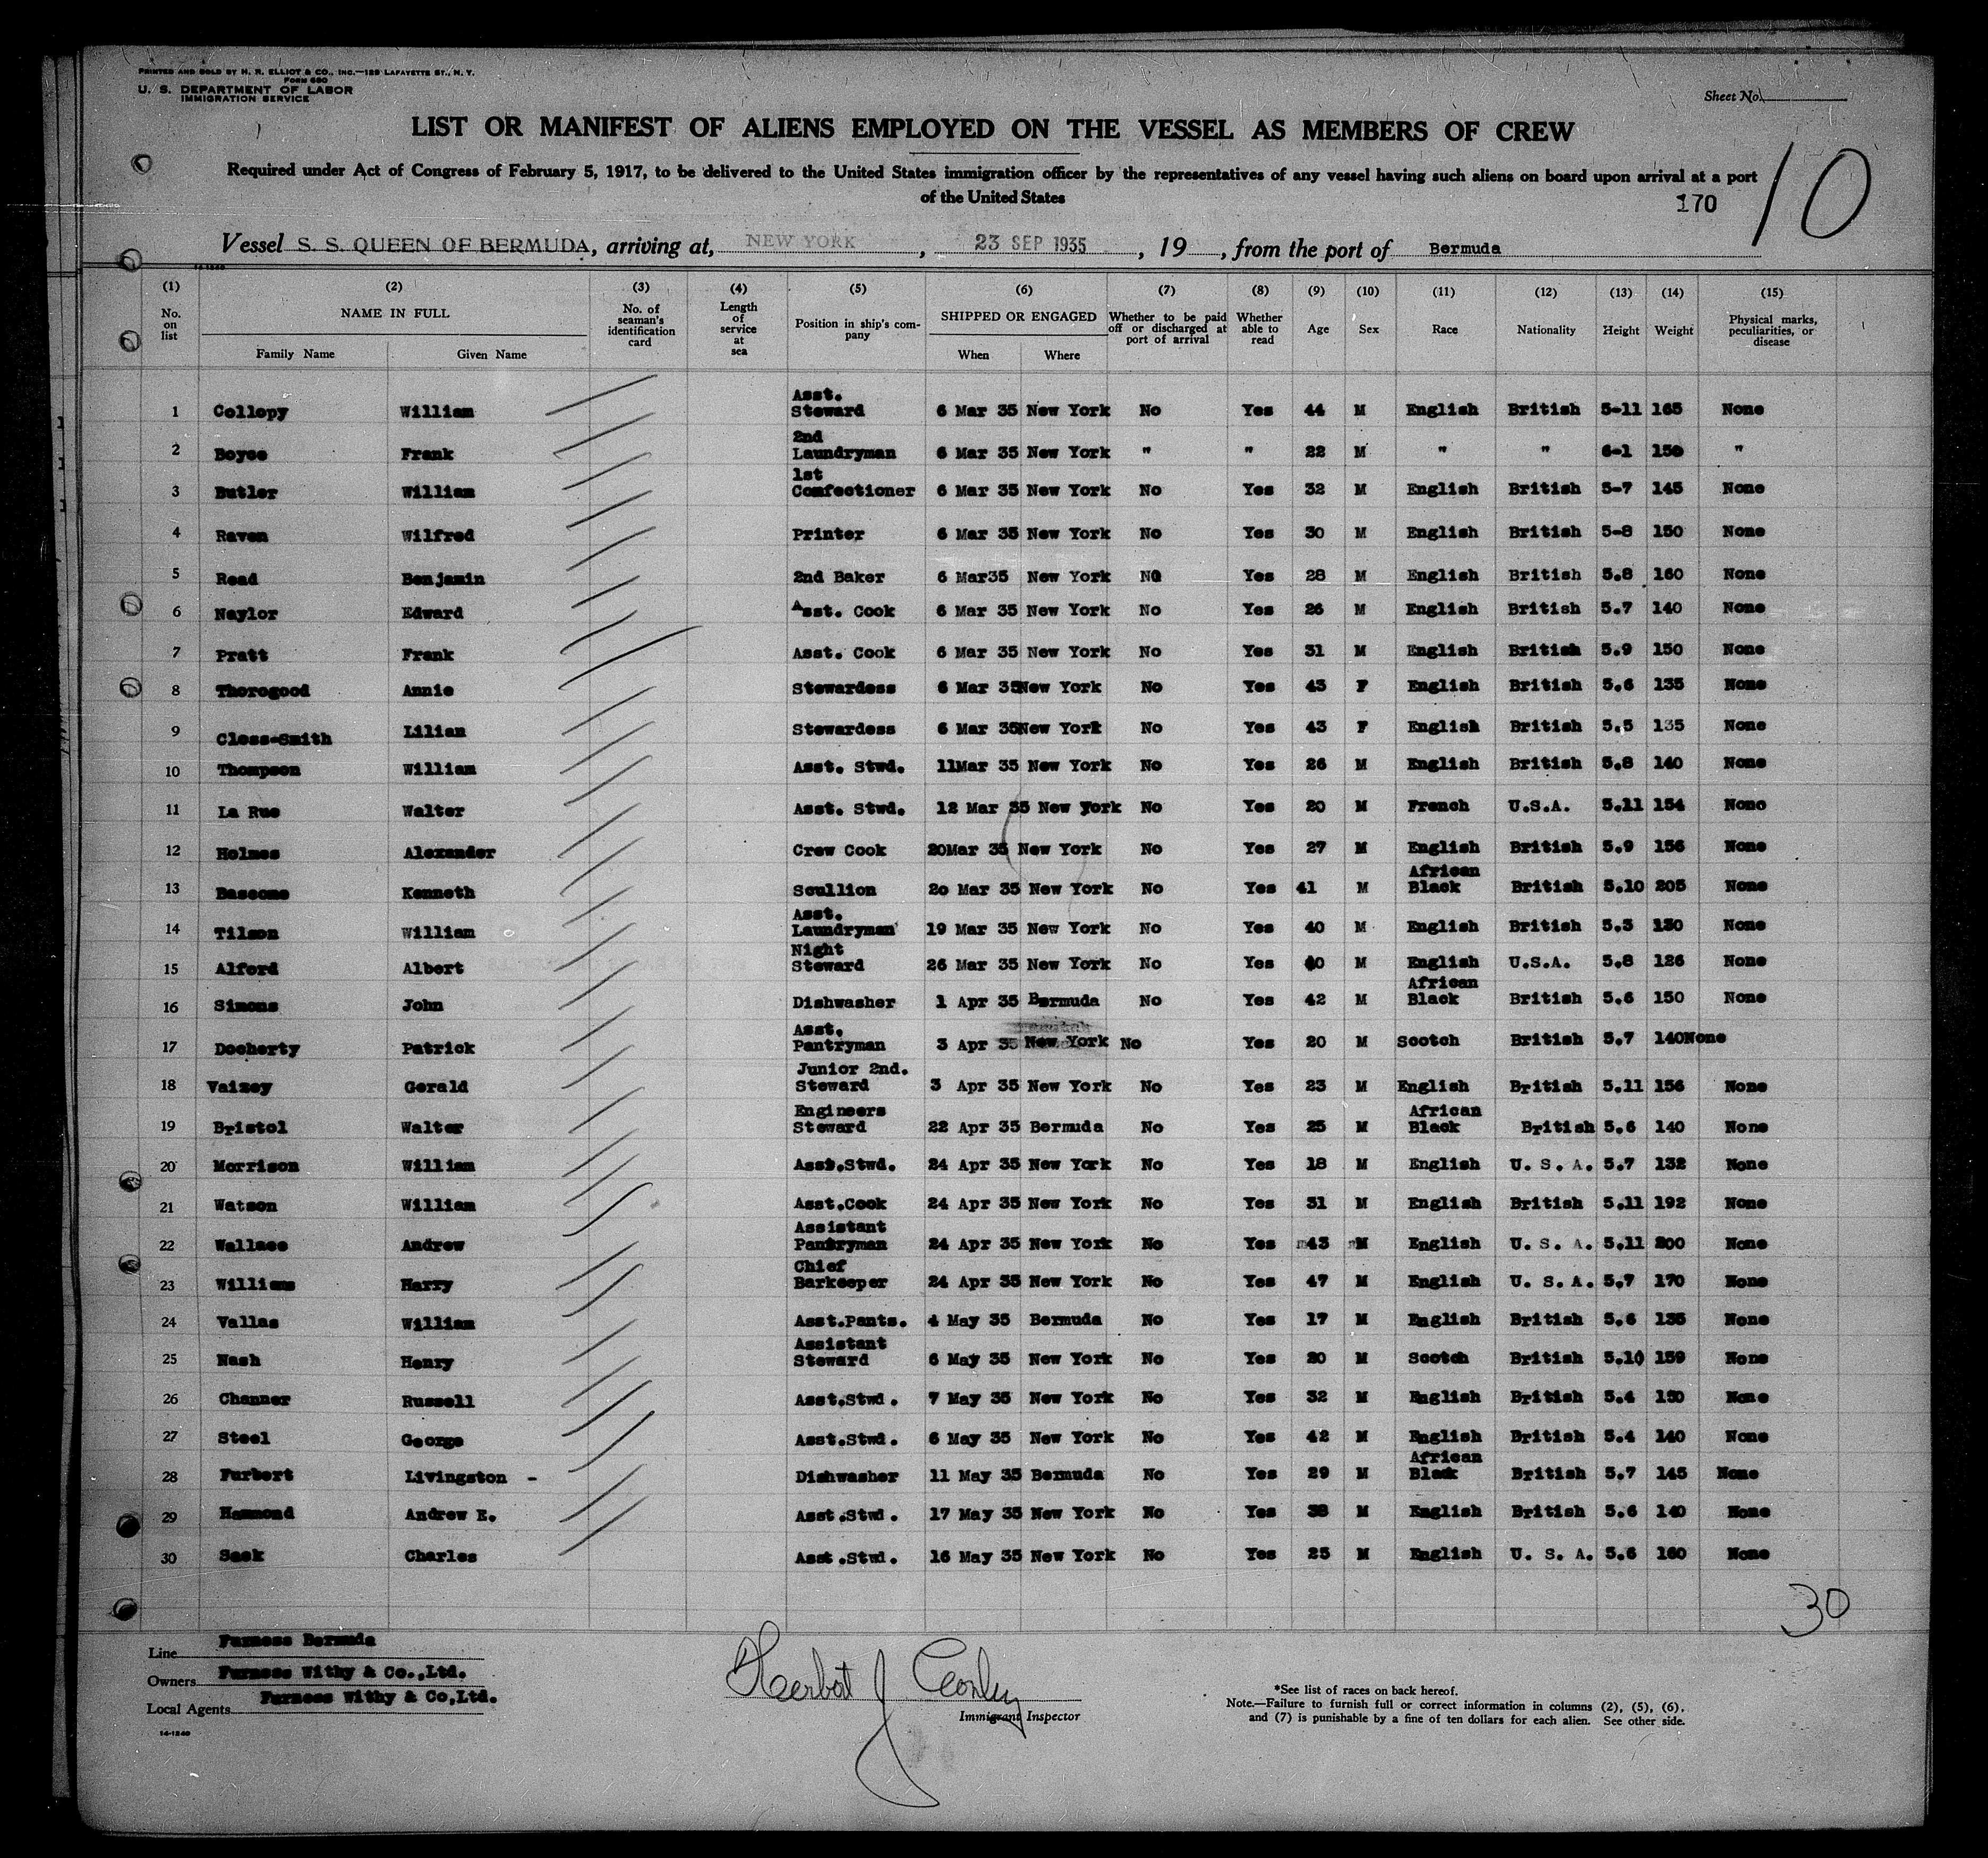 PRINTED AND SOLD BY H. R. ELLIOT & CO., INC.—129 LAFAYETTE ST., N. Y.
FORM 680
U. S. DEPARTMENT OF LABOR
IMMIGRATION SERVICE
Sheet No.
LIST OR MANIFEST OF ALIENS EMPLOYED ON THE VESSEL AS MEMBERS OF CREW
Required under Act of Congress of February 5, 1917, to be delivered to the United States immigration officer by the representatives of any vessel having such aliens on board upon arrival at a port
of the United States
170
10
Vessel S. S. QUEEN OF BERMUDA, arriving at, NEW YORK, 23 SEP 1935, 19 , from the port of Bermuda
14-1240
(1) (2) (3) (4) (5) (6) (7) (8) (9) (10) (11) (12) (13) (14) (15)
No. on list NAME IN FULL Family Name Given Name No. of seaman's identification card Length of service at sea Position in ship's company SHIPPED OR ENGAGED When Where Whether to be paid off or discharged at port of arrival Whether able to read Age Sex Race Nationality Height Weight Physical marks, peculiarities, or disease
1 Collopy William Asst. Steward 6 Mar 35 New York No Yes 44 M English British 5-11 165 None
2 Boyce Frank 2nd Laundryman 6 Mar 35 New York " " 22 M " " 6-1 150 "
3 Butler William 1st Confectioner 6 Mar 35 New York No Yes 32 M English British 5-7 145 None
4 Raven Wilfred Printer 6 Mar 35 New York No Yes 30 M English British 5-8 150 None
5 Read Benjamin 2nd Baker 6 Mar35 New York NO Yes 28 M English British 5.8 160 None
6 Naylor Edward Asst. Cook 6 Mar 35 New York No Yes 26 M English British 5.7 140 None
7 Pratt Frank Asst. Cook 6 Mar 35 New York No Yes 31 M English British 5.9 150 None
8 Thorogood Annie Stewardess 6 Mar 35 New York No Yes 43 F English British 5.6 135 None
9 Closs-Smith Lilian Stewardess 6 Mar 35 New York No Yes 43 F English British 5.5 135 None
10 Thompson William Asst. Stwd. 11Mar 35 New York No Yes 26 M English British 5.8 140 None
11 La Rue Walter Asst. Stwd. 12 Mar 35 New York No Yes 20 M French U.S.A. 5.11 154 None
12 Holmes Alexander Crew Cook 20Mar 35 New York No Yes 27 M English British 5.9 156 None
13 Bascome Kenneth Scullion 20 Mar 35 New York No Yes 41 M African Black British 5.10 205 None
14 Tilson William Asst. Laundryman 19 Mar 35 New York No Yes 40 M English British 5.3 130 None
15 Alford Albert Night Steward 26 Mar 35 New York No Yes 40 M English U.S.A. 5.8 126 None
16 Simons John Dishwasher 1 Apr 35 Bermuda No Yes 42 M African Black British 5.6 150 None
17 Docherty Patrick Asst. Pantryman 3 Apr 35 New York No Yes 20 M Scotch British 5.7 140None
18 Vaizey Gerald Junior 2nd. Steward 3 Apr 35 New York No Yes 23 M English British 5.11 156 None
19 Bristol Walter Engineers Steward 22 Apr 35 Bermuda No Yes 25 M African Black British 5.6 140 None
20 Morrison William Asst.Stwd. 24 Apr 35 New York No Yes 18 M English U. S. A. 5.7 132 None
21 Watson William Asst.Cook 24 Apr 35 New York No Yes 31 M English British 5.11 192 None
22 Wallace Andrew Assistant Pantryman 24 Apr 35 New York No Yes 43 M English U. S. A. 5.11 200 None
23 Williams Harry Chief Barkeeper 24 Apr 35 New York No Yes 47 M English U. S. A. 5.7 170 None
24 Vallas William Asst.Pants. 4 May 35 Bermuda No Yes 17 M English British 5.6 135 None
25 Nash Henry Assistant Steward 6 May 35 New York No Yes 20 M Scotch British 5.10 159 None
26 Channer Russell Asst.Stwd. 7 May 35 New York No Yes 32 M English British 5.4 130 None
27 Steel George Asst.Stwd. 6 May 35 New York No Yes 42 M English British 5.4 140 None
28 Furbert Livingston - Dishwasher 11 May 35 Bermuda No Yes 29 M African Black British 5.7 145 None
29 Hammond Andrew E. Asst.Stwd. 17 May 35 New York No Yes 38 M English British 5.6 140 None
30 Sack Charles Asst.Stwd. 16 May 35 New York No Yes 25 M English U. S. A. 5.6 160 None
30
Line Furness Bermuda
Owners Furness Withy & Co.,Ltd.
Local Agents Furness Withy & Co,Ltd.
14-1240
Herbert J Conley
Immigrant Inspector
*See list of races on back hereof.
Note.—Failure to furnish full or correct information in columns (2), (5), (6),
and (7) is punishable by a fine of ten dollars for each alien. See other side.